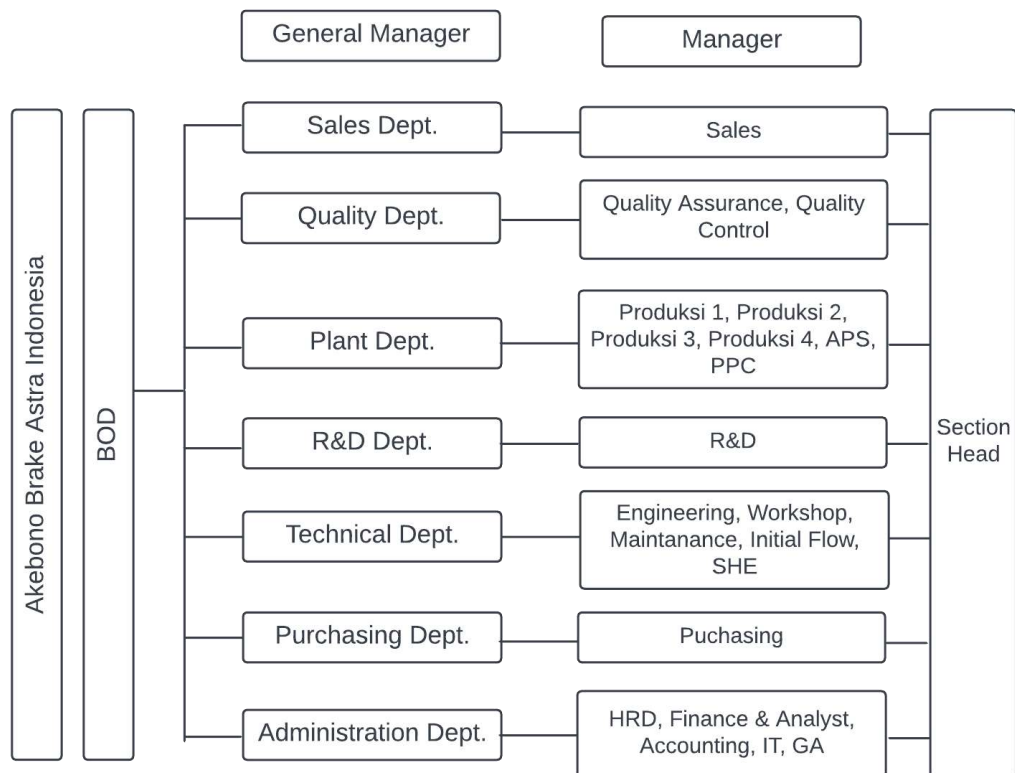 General Manager
Manager
Akebono Brake Astra Indonesia
BOD
Sales Dept.
Sales
Quality Dept.
Quality Assurance, Quality
Control
Plant Dept.
Produksi 1, Produksi 2,
Produksi 3, Produksi 4, APS,
PPC
R&D Dept.
R&D
Technical Dept.
Engineering, Workshop,
Maintanance, Initial Flow,
SHE
Purchasing Dept.
Puchasing
Administration Dept.
HRD, Finance & Analyst,
Accounting, IT, GA
Section
Head